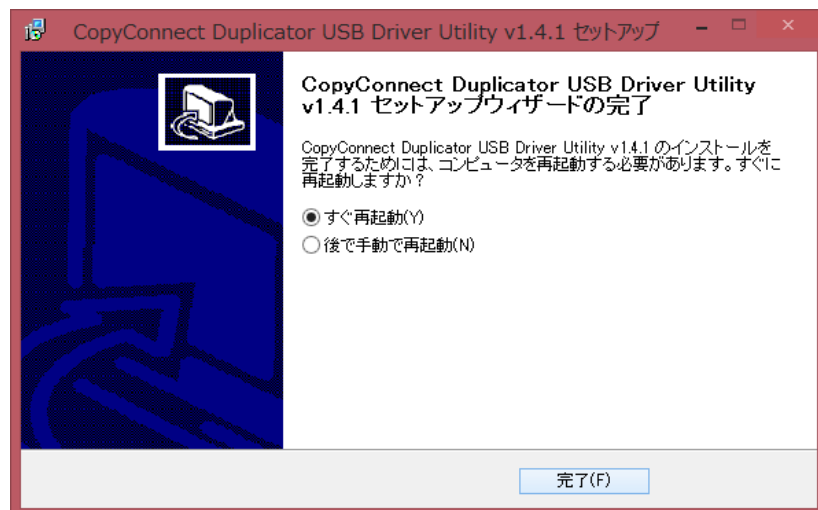 CopyConnect Duplicator USB Driver Utility v1.4.1 セットアップ
CopyConnect Duplicator USB Driver Utility
v1.4.1 セットアップウィザードの完了
CopyConnect Duplicator USB Driver Utility v1.4.1 のインストールを
完了するためには、コンピュータを再起動する必要があります。すぐに
再起動しますか?
すぐ再起動(Y)
後で手動で再起動(N)
完了(F)